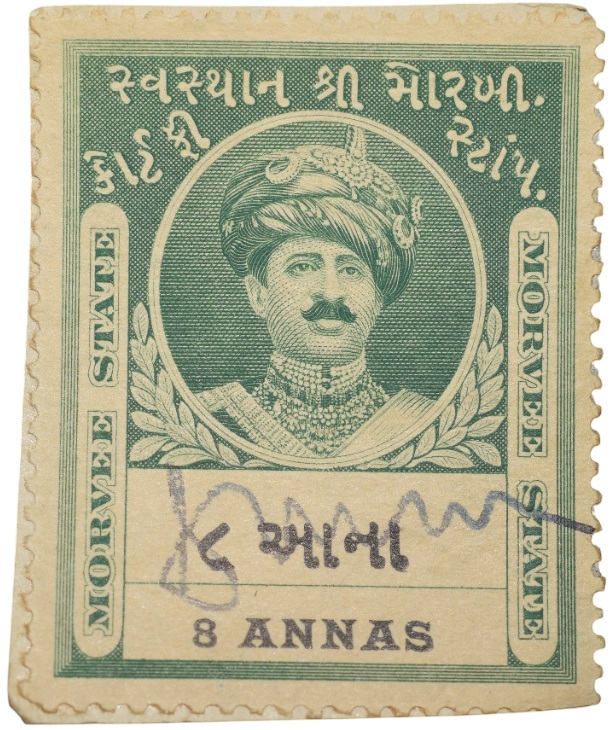 સ્વસ્થાન શ્રી મોરબી.
કોર્ટ ફી સ્ટાંપ.
MORVEE STATE
MORVEE STATE
૮ આના
8 ANNAS